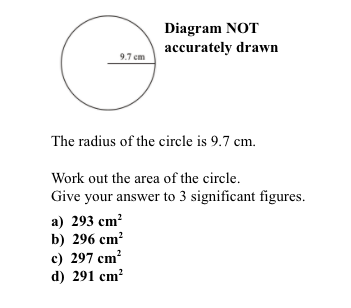 Diagram NOT
accurately drawn
9.7 cm
The radius of the circle is 9.7 cm.
Work out the area of the circle.
Give your answer to 3 significant figures.
a) 293 cm²
b) 296 cm²
c) 297 cm²
d) 291 cm²